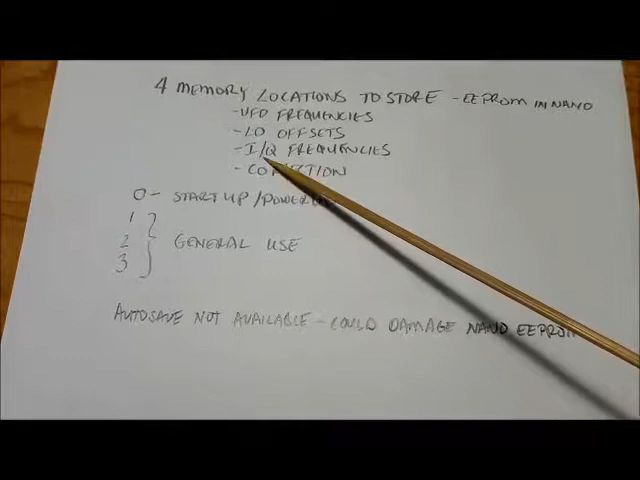 4 MEMORY LOCATIONS TO STORE - EEPROM IN NANO
- VFO FREQUENCIES
- LO OFFSETS
- I/Q FREQUENCIES
- CORRECTION
0 - START UP/POWER
1
2 GENERAL USE
3
AUTOSAVE NOT AVAILABLE - COULD DAMAGE NANO EEPROM